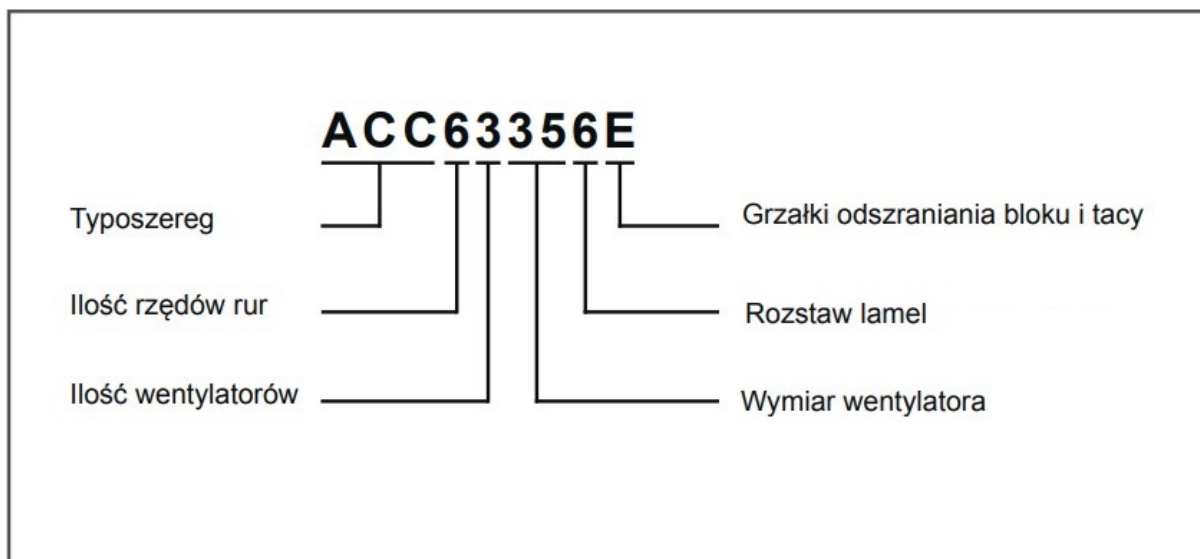 ACC63356E
Typoszereg
Grzałki odszraniania bloku i tacy
Ilość rzędów rur
Rozstaw lamel
Ilość wentylatorów
Wymiar wentylatora